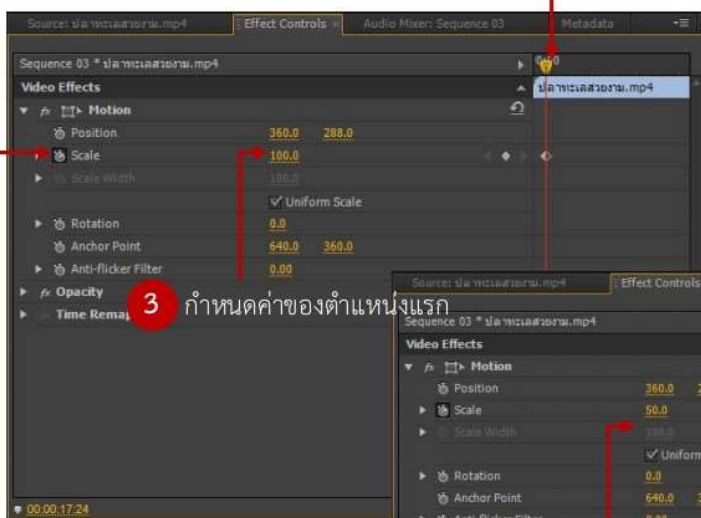 Source: ปลาทะเลสวยงาม.mp4 Effect Controls Audio Mixer: Sequence 03 Metadata
Sequence 03 * ปลาทะเลสวยงาม.mp4
Video Effects ปลาทะเลสวยงาม.mp4
fx Motion
Position 360.0 288.0
Scale 100.0
Scale Width 100.0
Uniform Scale
Rotation 0.0
Anchor Point 640.0 360.0
Anti-flicker Filter 0.00
fx Opacity
Time Remap
3 กำหนดค่าของตำแหน่งแรก
00:00:17:24
Source: ปลาทะเลสวยงาม.mp4 Effect Controls
Sequence 03 * ปลาทะเลสวยงาม.mp4
Video Effects
fx Motion
Position 360.0
Scale 50.0
Scale Width 100.0
Uniform
Rotation 0.0
Anchor Point 640.0
Anti-flicker Filter 0.00